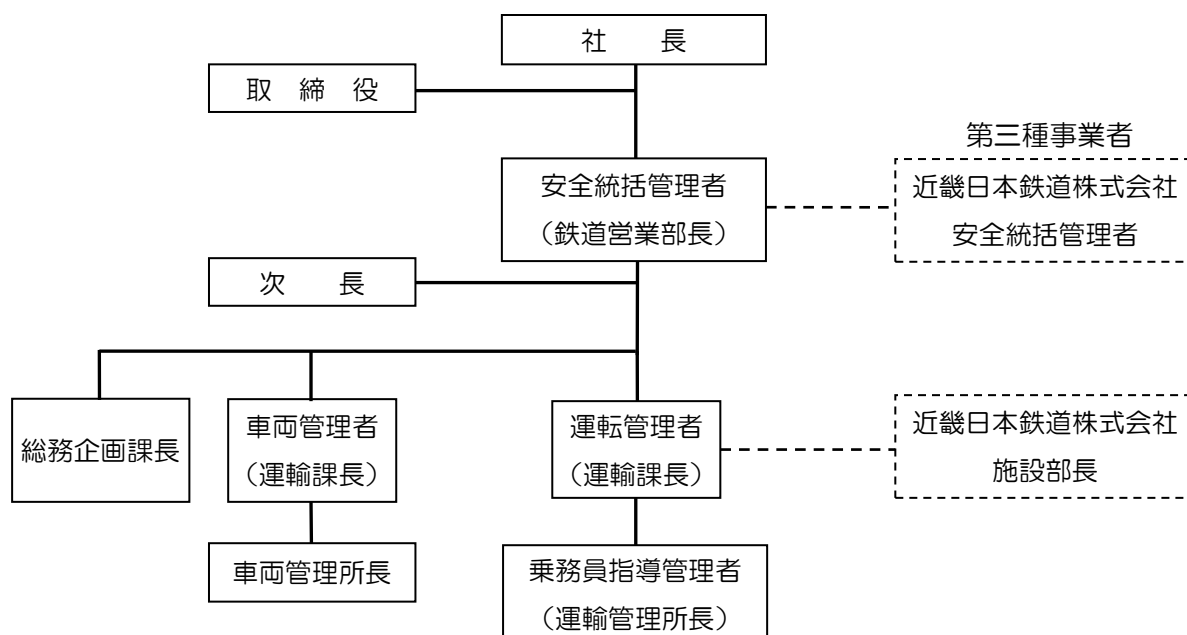 社　　長
取　締　役
第三種事業者
安全統括管理者
（鉄道営業部長）
近畿日本鉄道株式会社
安全統括管理者
次　　長
総務企画課長
車両管理者
（運輸課長）
運転管理者
（運輸課長）
近畿日本鉄道株式会社
施設部長
車両管理所長
乗務員指導管理者
（運輸管理所長）